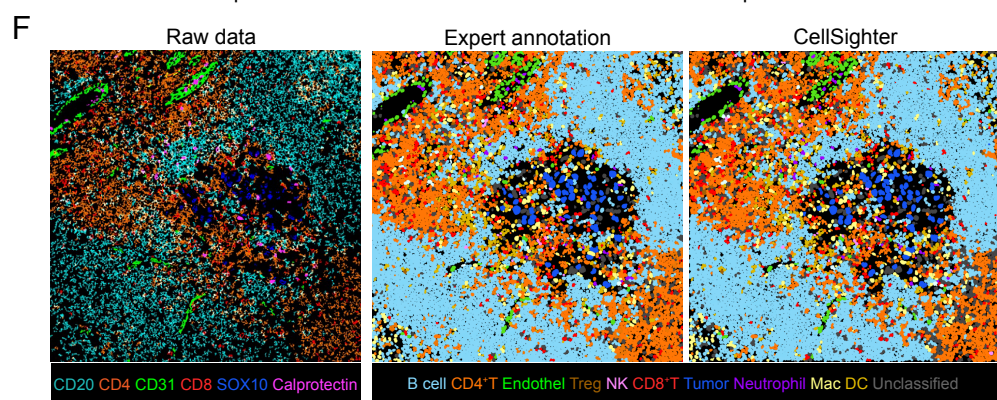 F
Raw data
Expert annotation
CellSighter
CD20 CD4 CD31 CD8 SOX10 Calprotectin
B cell CD4⁺T Endothel Treg NK CD8⁺T Tumor Neutrophil Mac DC Unclassified